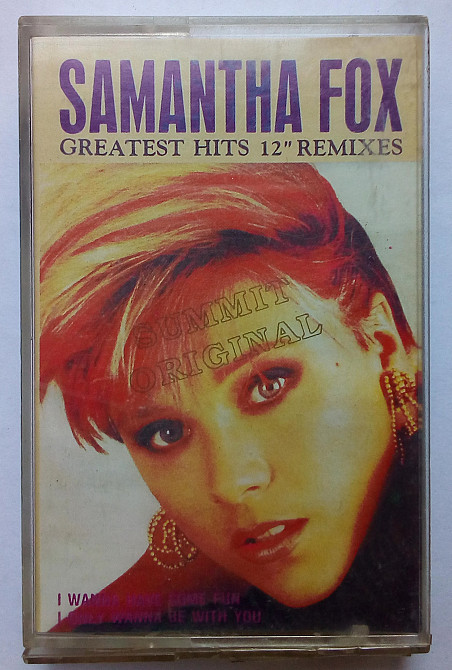 SAMANTHA FOX
GREATEST HITS 12" REMIXES
SUMMIT
ORIGINAL
I WANNA HAVE SOME FUN
I ONLY WANNA BE WITH YOU